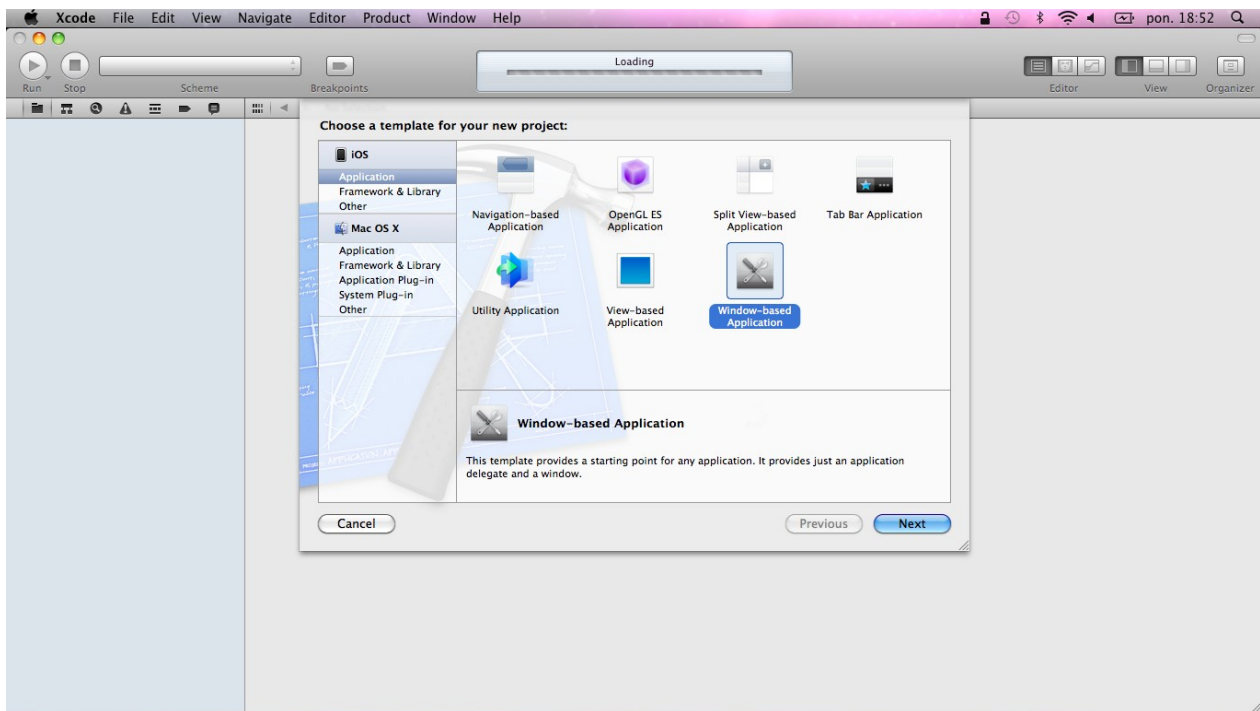 Xcode File Edit View Navigate Editor Product Window Help pon. 18:52
Loading
Run Stop Scheme Breakpoints Editor View Organizer
Choose a template for your new project:
iOS
Application
Framework & Library
Other
Mac OS X
Application
Framework & Library
Application Plug-in
System Plug-in
Other
Navigation-based
Application
OpenGL ES
Application
Split View-based
Application
Tab Bar Application
Utility Application
View-based
Application
Window-based
Application
Window-based Application
This template provides a starting point for any application. It provides just an application
delegate and a window.
Cancel Previous Next